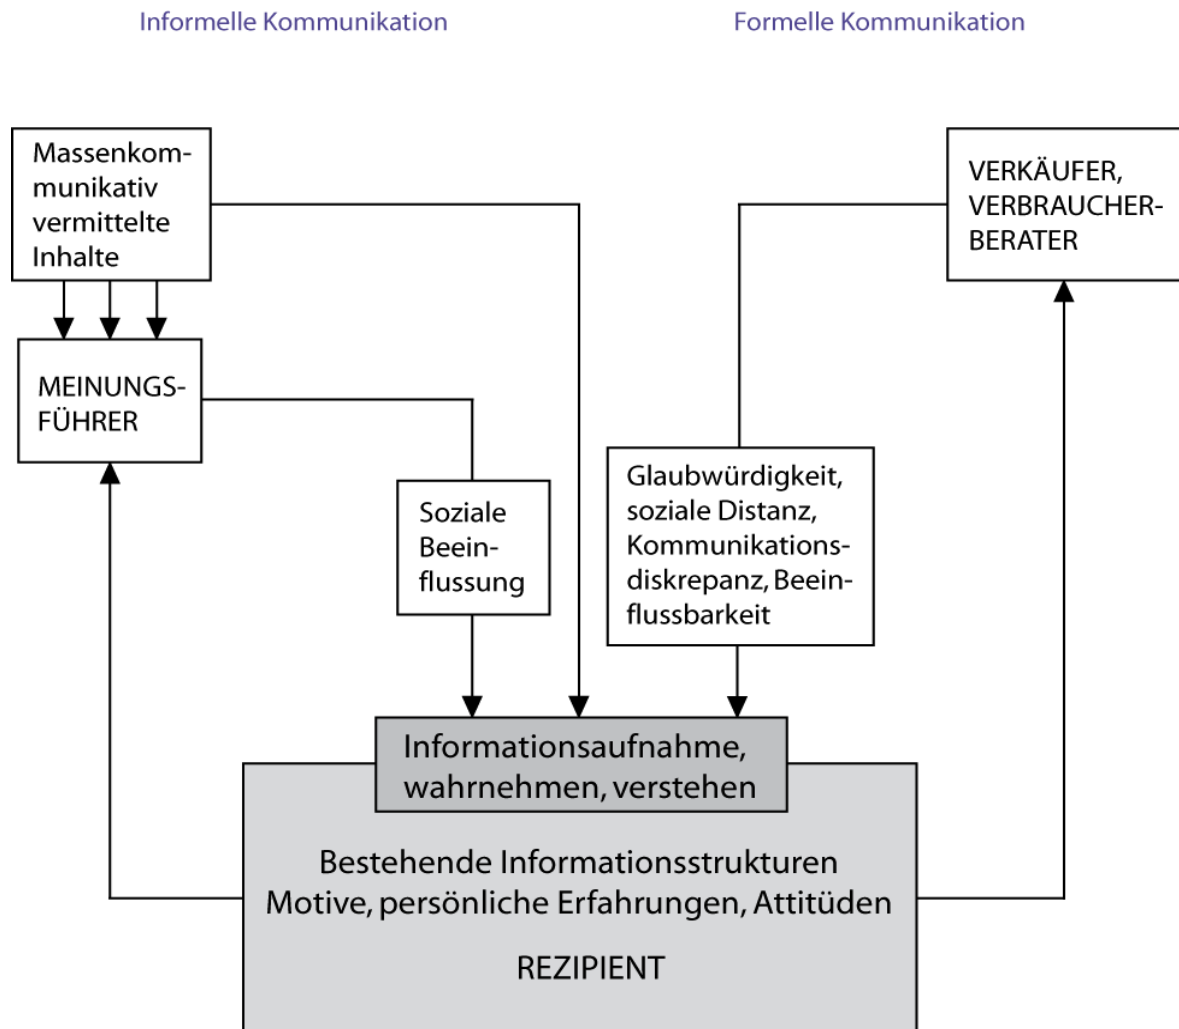 Informelle Kommunikation
Formelle Kommunikation
Massenkom-
munikativ
vermittelte
Inhalte
VERKÄUFER,
VERBRAUCHER-
BERATER
MEINUNGS-
FÜHRER
Soziale
Beein-
flussung
Glaubwürdigkeit,
soziale Distanz,
Kommunikations-
diskrepanz, Beein-
flussbarkeit
Informationsaufnahme,
wahrnehmen, verstehen
Bestehende Informationsstrukturen
Motive, persönliche Erfahrungen, Attitüden
REZIPIENT